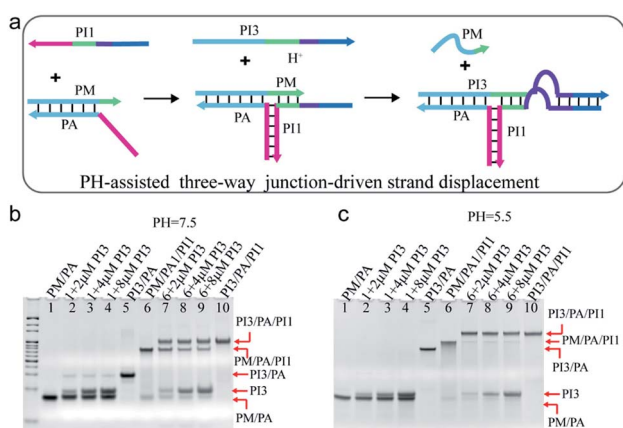 a
PI1
PI3
H+
PM
+
+
+
PM
PM
PI3
PA
PA
PI1
PA
PI1
PH-assisted three-way junction-driven strand displacement
b
PH=7.5
PM/PA
1+2μM PI3
1+4μM PI3
1+8μM PI3
PI3/PA
PM/PA1/PI1
6+2μM PI3
6+4μM PI3
6+8μM PI3
PI3/PA/PI1
1 2 3 4 5 6 7 8 9 10
PI3/PA/PI1
PM/PA/PI1
PI3/PA
PI3
PM/PA
c
PH=5.5
PM/PA
1+2μM PI3
1+4μM PI3
1+8μM PI3
PI3/PA
PM/PA/PI1
6+2μM PI3
6+4μM PI3
6+8μM PI3
PI3/PA/PI1
1 2 3 4 5 6 7 8 9 10
PI3/PA/PI1
PM/PA/PI1
PI3/PA
PI3
PM/PA